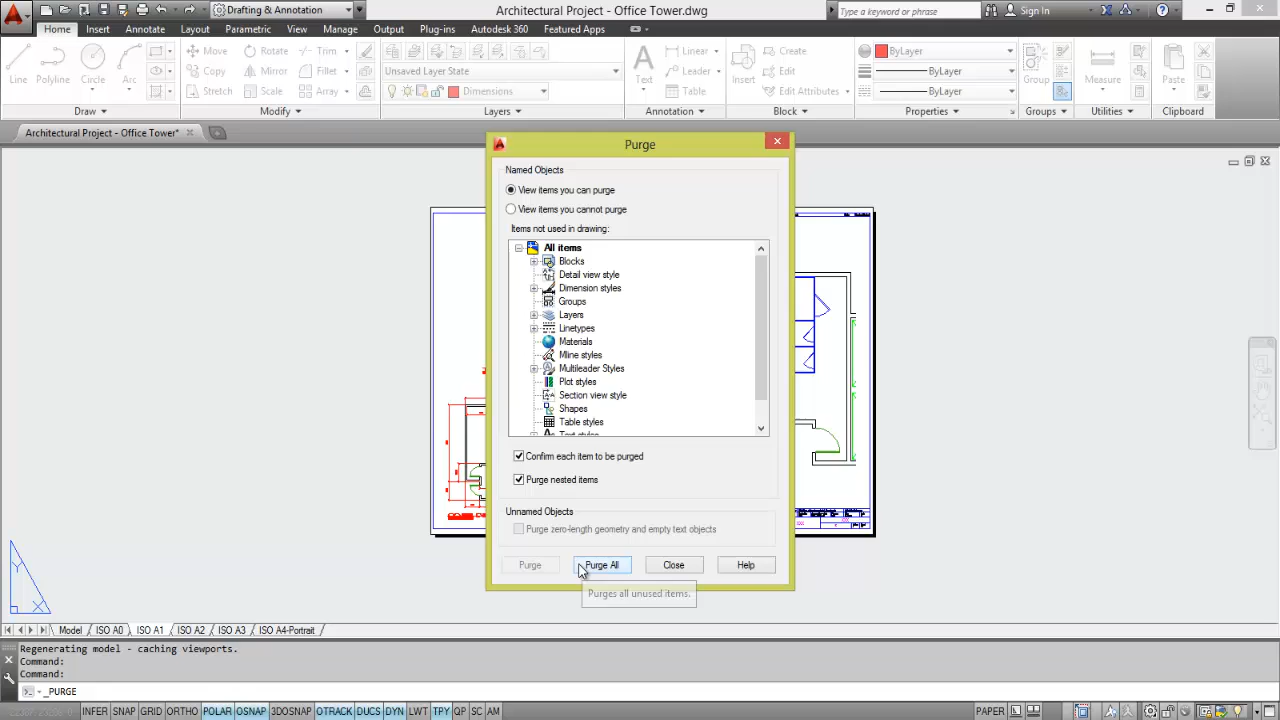 Drafting & Annotation
Architectural Project - Office Tower.dwg
Type a keyword or phrase
Sign In
Home Insert Annotate Layout Parametric View Manage Output Plug-ins Autodesk 360 Featured Apps
Line Polyline Circle Arc
Move Rotate Trim
Copy Mirror Fillet
Stretch Scale Array
Unsaved Layer State
Dimensions
Text
Linear
Leader
Table
Insert
Create
Edit
Edit Attributes
ByLayer
ByLayer
ByLayer
Group
Measure
Paste
Draw Modify Layers Annotation Block Properties Groups Utilities Clipboard
Architectural Project - Office Tower*
Purge
Named Objects
View items you can purge
View items you cannot purge
Items not used in drawing:
All items
Blocks
Detail view style
Dimension styles
Groups
Layers
Linetypes
Materials
Mline styles
Multileader Styles
Plot styles
Section view style
Shapes
Table styles
Text styles
Confirm each item to be purged
Purge nested items
Unnamed Objects
Purge zero-length geometry and empty text objects
Purge Purge All Close Help
Purges all unused items.
Y
X
Model ISO A0 ISO A1 ISO A2 ISO A3 ISO A4-Portrait
Regenerating model - caching viewports.
Command:
Command:
_PURGE
INFER SNAP GRID ORTHO POLAR OSNAP 3DOSNAP OTRACK DUCS DYN LWT TPY QP SC AM
PAPER